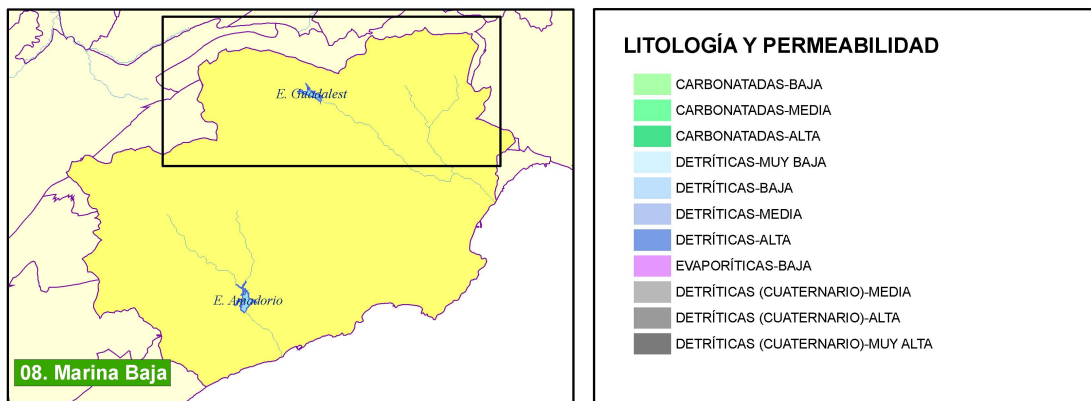 E. Guadalest
E. Amadorio
08. Marina Baja
LITOLOGÍA Y PERMEABILIDAD
CARBONATADAS-BAJA
CARBONATADAS-MEDIA
CARBONATADAS-ALTA
DETRÍTICAS-MUY BAJA
DETRÍTICAS-BAJA
DETRÍTICAS-MEDIA
DETRÍTICAS-ALTA
EVAPORÍTICAS-BAJA
DETRÍTICAS (CUATERNARIO)-MEDIA
DETRÍTICAS (CUATERNARIO)-ALTA
DETRÍTICAS (CUATERNARIO)-MUY ALTA